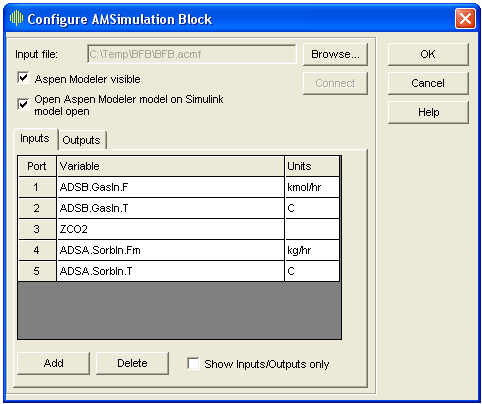 Configure AMSimulation Block
Input file: C:\Temp\BFB\BFB.acmf Browse... OK
Aspen Modeler visible Connect Cancel
Open Aspen Modeler model on Simulink
model open Help
Inputs Outputs
Port Variable Units
1 ADSB.GasIn.F kmol/hr
2 ADSB.GasIn.T C
3 ZCO2
4 ADSA.SorbIn.Fm kg/hr
5 ADSA.SorbIn.T C
Add Delete Show Inputs/Outputs only